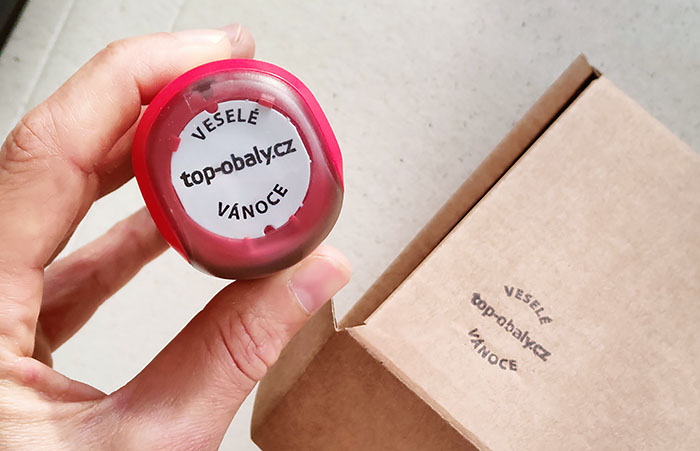 VESELÉ
top-obaly.cz
VÁNOCE
VESELÉ
top-obaly.cz
VÁNOCE